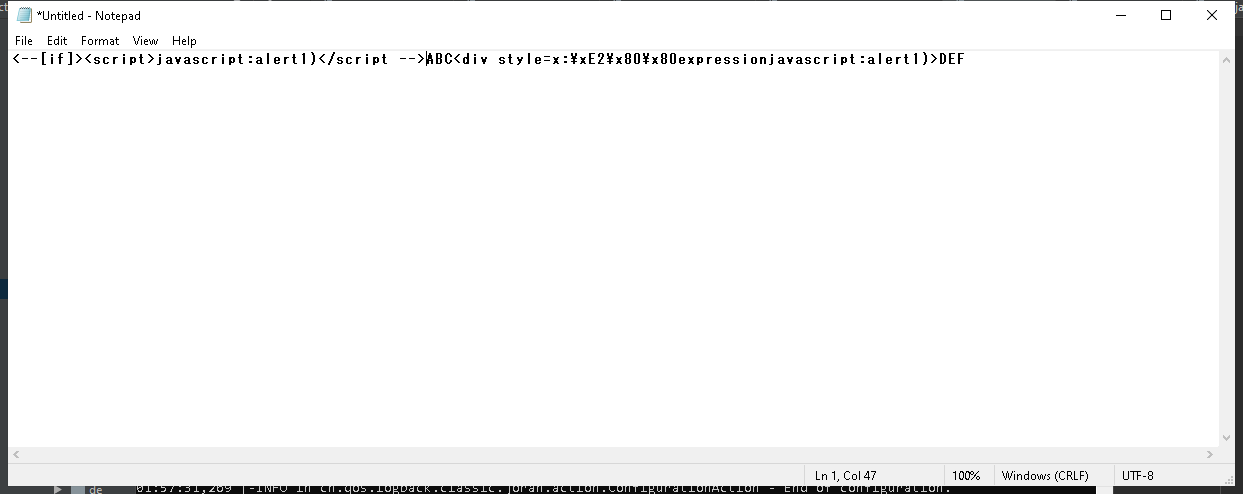 *Untitled - Notepad
File Edit Format View Help
<--[if]><script>javascript:alert1)</script -->ABC<div style=x:¥xE2¥x80¥x80expressionjavascript:alert1)>DEF
Ln 1, Col 47 100% Windows (CRLF) UTF-8
de 01:57:31,269 |-INFO in ch.qos.logback.classic.joran.action.ConfigurationAction - End of configuration.